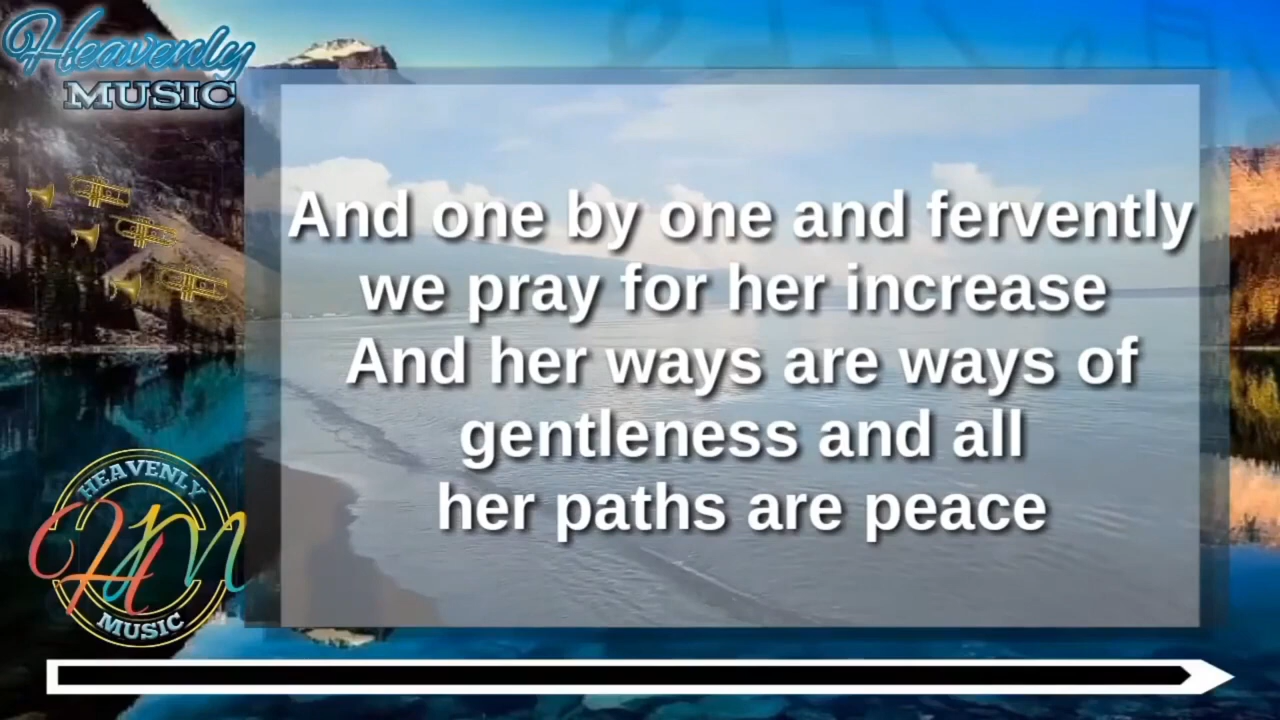 Heavenly
MUSIC
And one by one and fervently
we pray for her increase
And her ways are ways of
gentleness and all
her paths are peace
HEAVENLY
HM
MUSIC